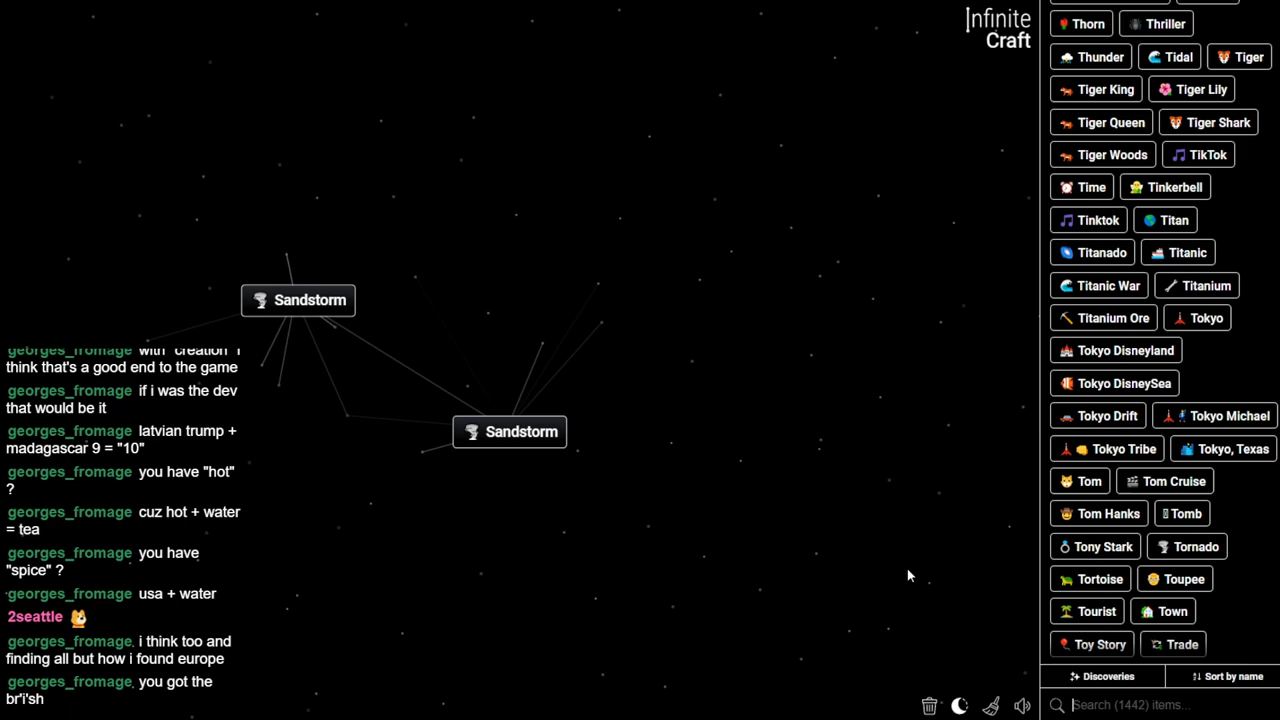 Infinite
Craft
Thorn
Thriller
Thunder
Tidal
Tiger
Tiger King
Tiger Lily
Tiger Queen
Tiger Shark
Tiger Woods
TikTok
Time
Tinkerbell
Tinktok
Titan
Titanado
Titanic
Titanic War
Titanium
Titanium Ore
Tokyo
Tokyo Disneyland
Tokyo DisneySea
Tokyo Drift
Tokyo Michael
Tokyo Tribe
Tokyo, Texas
Tom
Tom Cruise
Tom Hanks
Tomb
Tony Stark
Tornado
Tortoise
Toupee
Tourist
Town
Toy Story
Trade
Discoveries
Sort by name
Search (1442) items...
Sandstorm
Sandstorm
georges_fromage with "creation" i
think that's a good end to the game
georges_fromage if i was the dev
that would be it
georges_fromage latvian trump +
madagascar 9 = "10"
georges_fromage you have "hot"
?
georges_fromage cuz hot + water
= tea
georges_fromage you have
"spice" ?
georges_fromage usa + water
2seattle
georges_fromage i think too and
finding all but how i found europe
georges_fromage you got the
br'i'sh